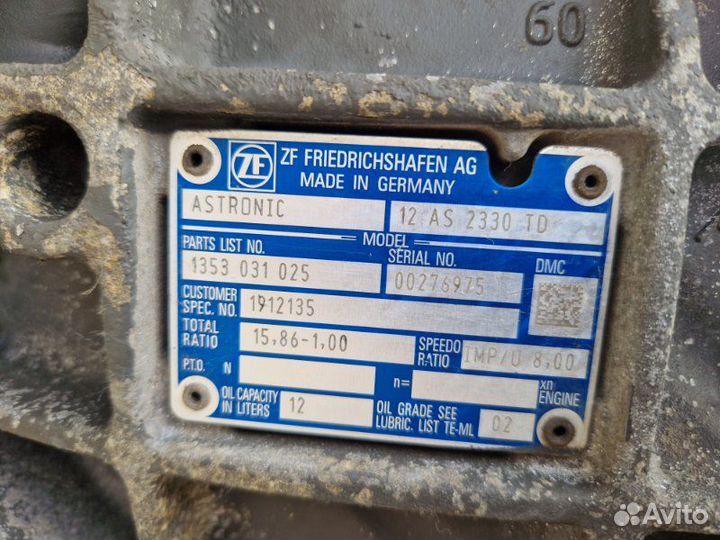 60
ZF
ZF FRIEDRICHSHAFEN AG
MADE IN GERMANY
ASTRONIC
12 AS 2330 TD
MODEL
PARTS LIST NO.
SERIAL NO.
DMC
1353 031 025
00276975
CUSTOMER SPEC. NO.
1912135
TOTAL RATIO
15,86-1,00
SPEEDO RATIO
IMP/U 8,00
P.T.O. N
n=
xn ENGINE
OIL CAPACITY IN LITERS
12
OIL GRADE SEE LUBRIC. LIST TE-ML
02
Avito